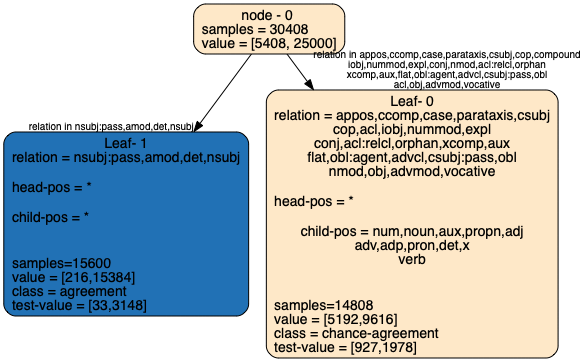 node - 0
samples = 30408
value = [5408, 25000]
relation in appos,ccomp,case,parataxis,csubj,cop,compound
iobj,nummod,expl,conj,nmod,acl:relcl,orphan
xcomp,aux,flat,obl:agent,advcl,csubj:pass,obl
acl,obj,advmod,vocative
relation in nsubj:pass,amod,det,nsubj
Leaf- 1
relation = nsubj:pass,amod,det,nsubj
head-pos = *
child-pos = *
samples=15600
value = [216,15384]
class = agreement
test-value = [33,3148]
Leaf- 0
relation = appos,ccomp,case,parataxis,csubj
cop,acl,iobj,nummod,expl
conj,acl:relcl,orphan,xcomp,aux
flat,obl:agent,advcl,csubj:pass,obl
nmod,obj,advmod,vocative
head-pos = *
child-pos = num,noun,aux,propn,adj
adv,adp,pron,det,x
verb
samples=14808
value = [5192,9616]
class = chance-agreement
test-value = [927,1978]